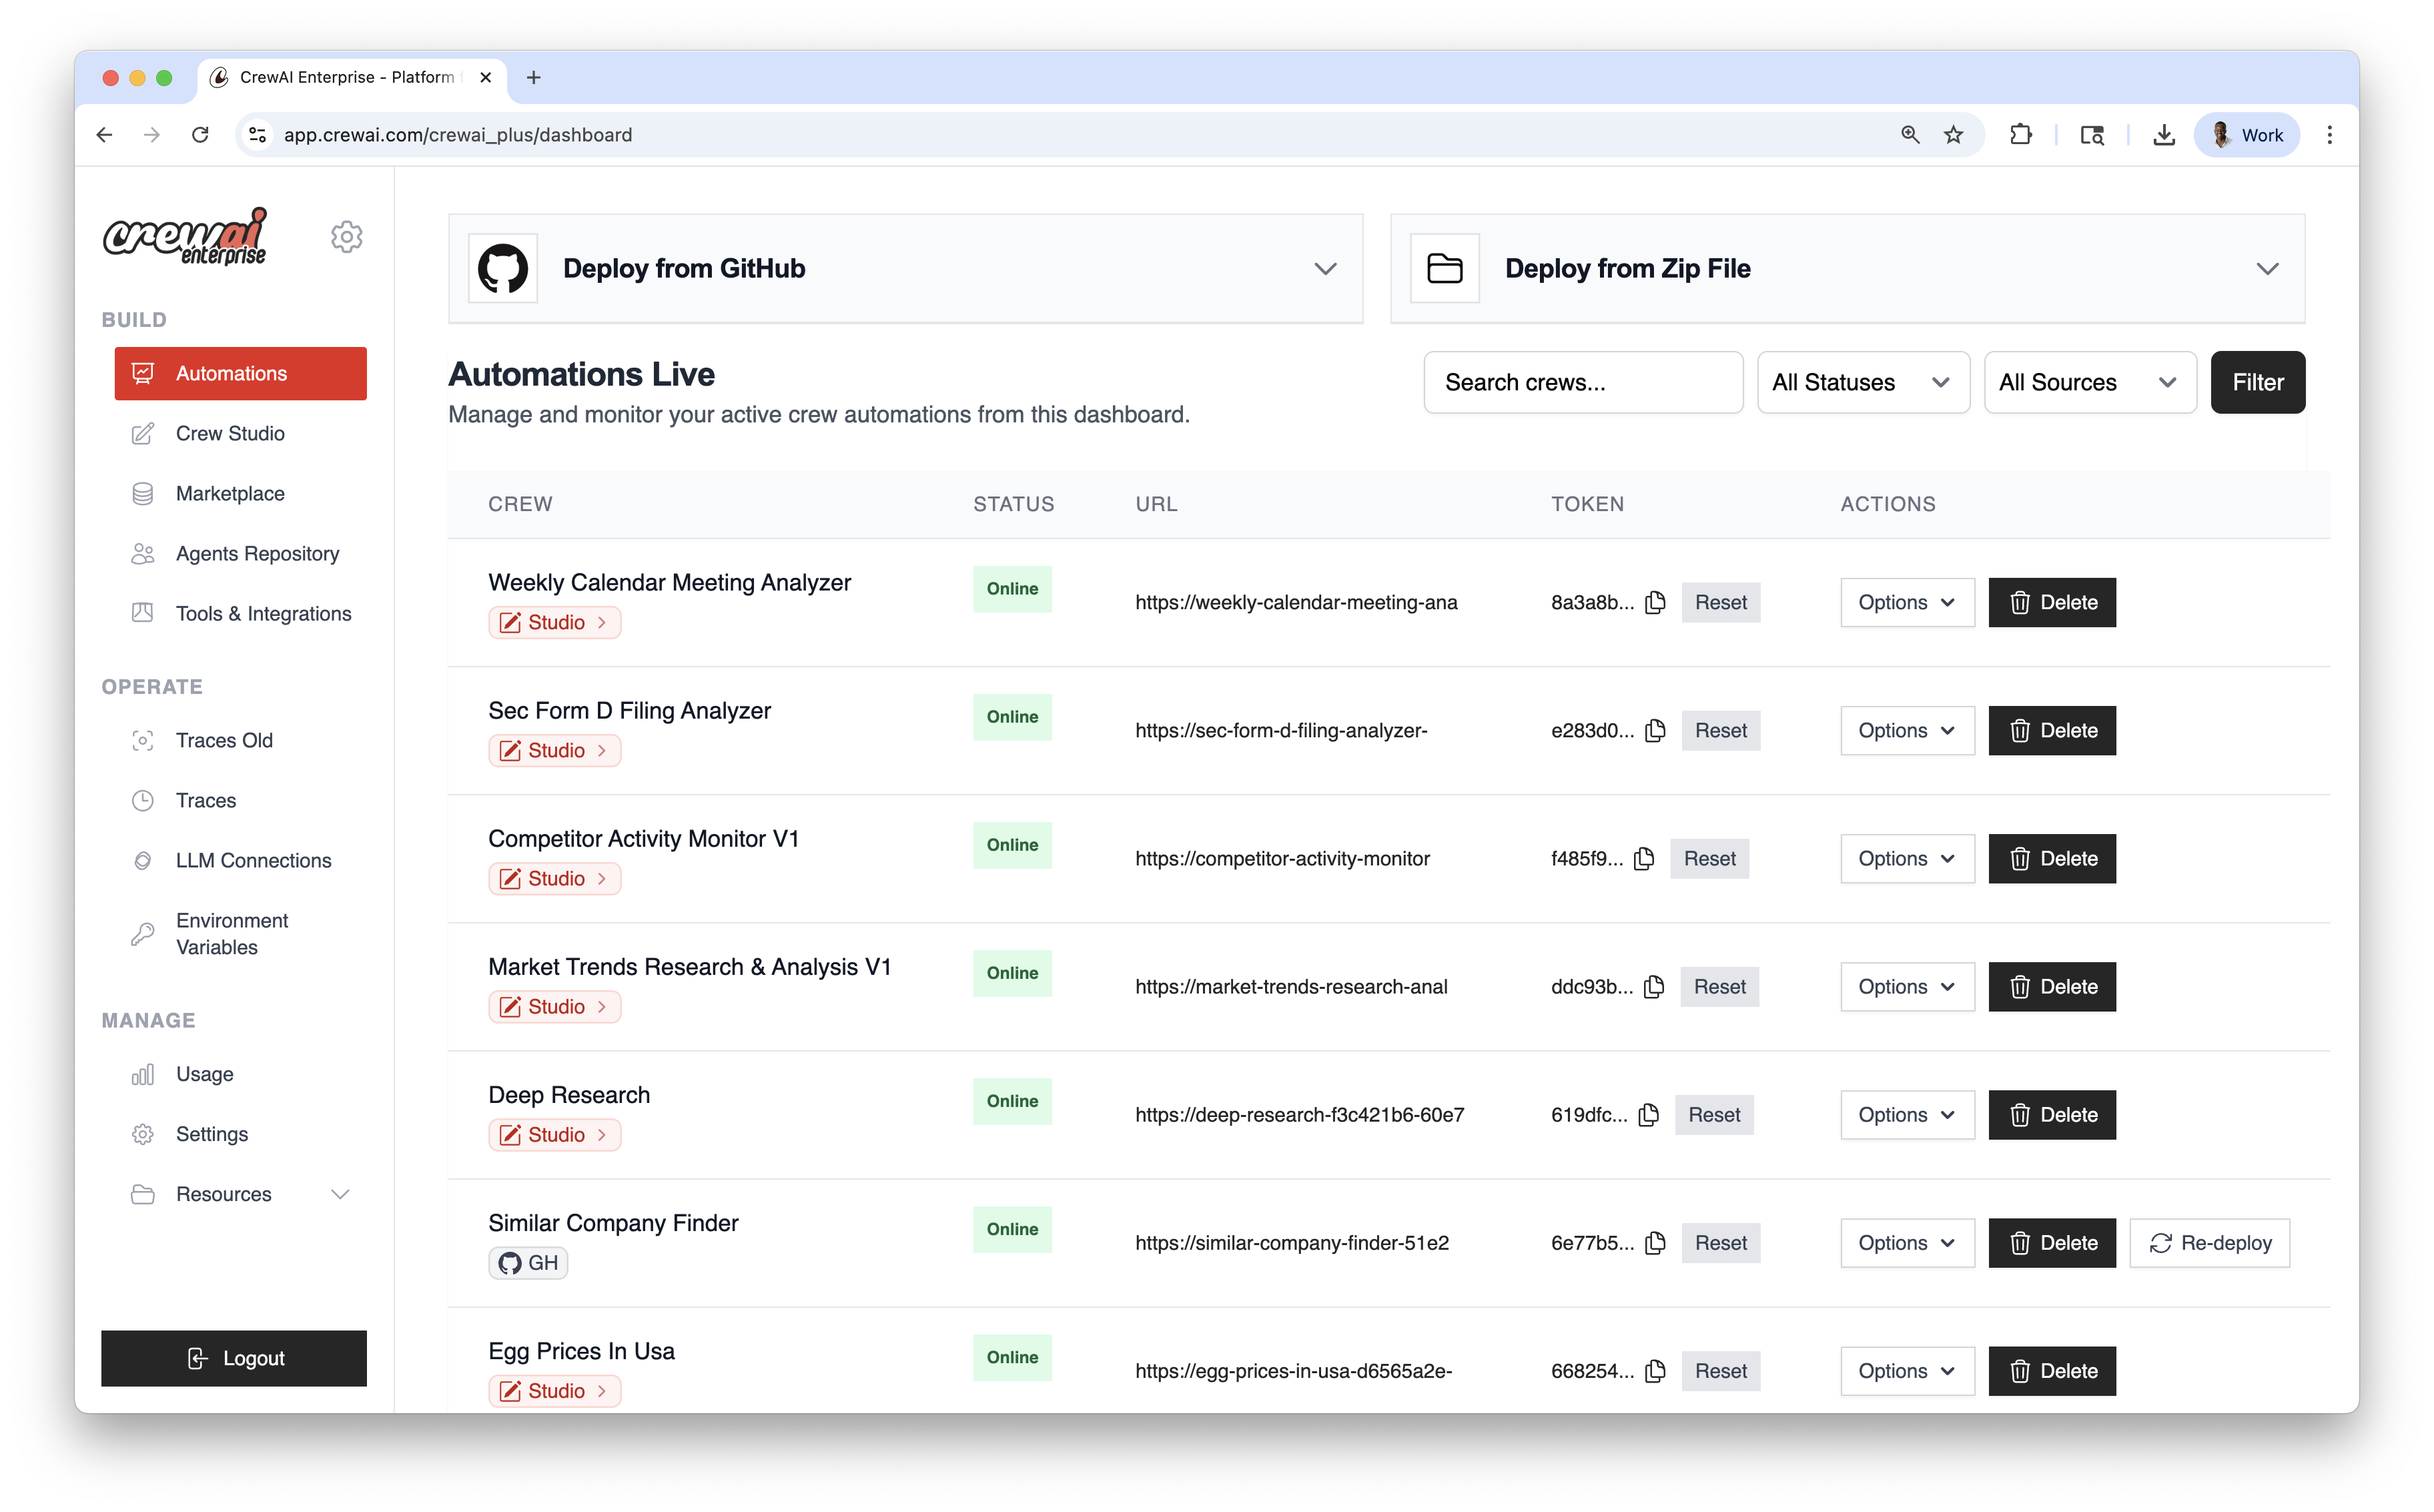 CrewAI Enterprise - Platform
app.crewai.com/crewai_plus/dashboard
Work
crewai
enterprise
BUILD
Automations
Crew Studio
Marketplace
Agents Repository
Tools & Integrations
OPERATE
Traces Old
Traces
LLM Connections
Environment
Variables
MANAGE
Usage
Settings
Resources
Logout
Deploy from GitHub
Deploy from Zip File
Automations Live
Manage and monitor your active crew automations from this dashboard.
Search crews... All Statuses All Sources Filter
CREW STATUS URL TOKEN ACTIONS
Weekly Calendar Meeting Analyzer
Studio
Online https://weekly-calendar-meeting-ana 8a3a8b... Reset Options Delete
Sec Form D Filing Analyzer
Studio
Online https://sec-form-d-filing-analyzer- e283d0... Reset Options Delete
Competitor Activity Monitor V1
Studio
Online https://competitor-activity-monitor f485f9... Reset Options Delete
Market Trends Research & Analysis V1
Studio
Online https://market-trends-research-anal ddc93b... Reset Options Delete
Deep Research
Studio
Online https://deep-research-f3c421b6-60e7 619dfc... Reset Options Delete
Similar Company Finder
GH
Online https://similar-company-finder-51e2 6e77b5... Reset Options Delete Re-deploy
Egg Prices In Usa
Studio
Online https://egg-prices-in-usa-d6565a2e- 668254... Reset Options Delete